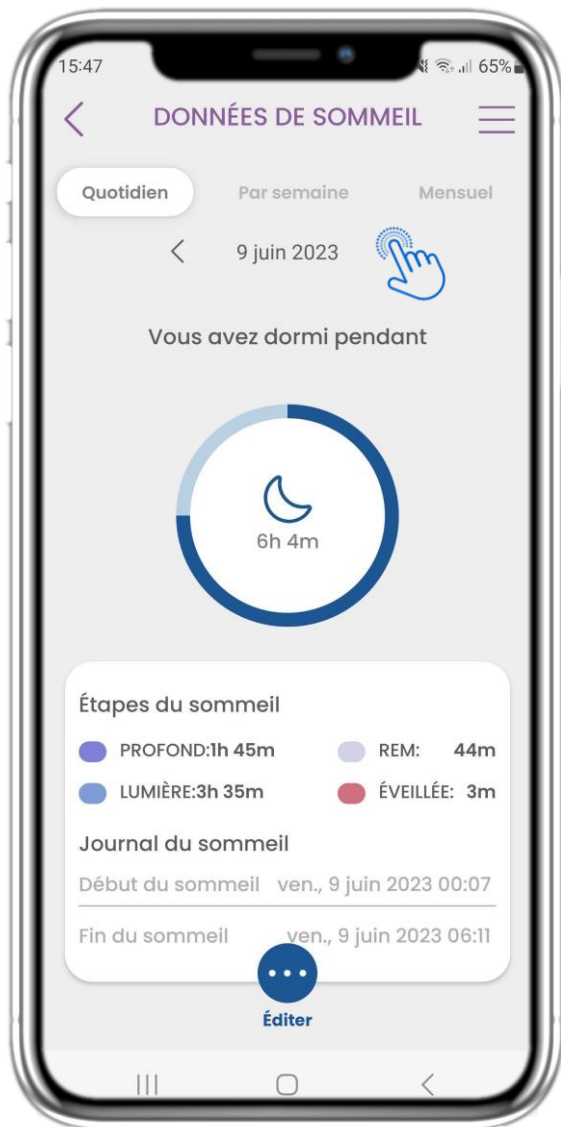 15:47 65%
DONNÉES DE SOMMEIL
Quotidien Par semaine Mensuel
9 juin 2023
Vous avez dormi pendant
6h 4m
Étapes du sommeil
PROFOND:1h 45m REM: 44m
LUMIÈRE:3h 35m ÉVEILLÉE: 3m
Journal du sommeil
Début du sommeil ven., 9 juin 2023 00:07
Fin du sommeil ven., 9 juin 2023 06:11
Éditer